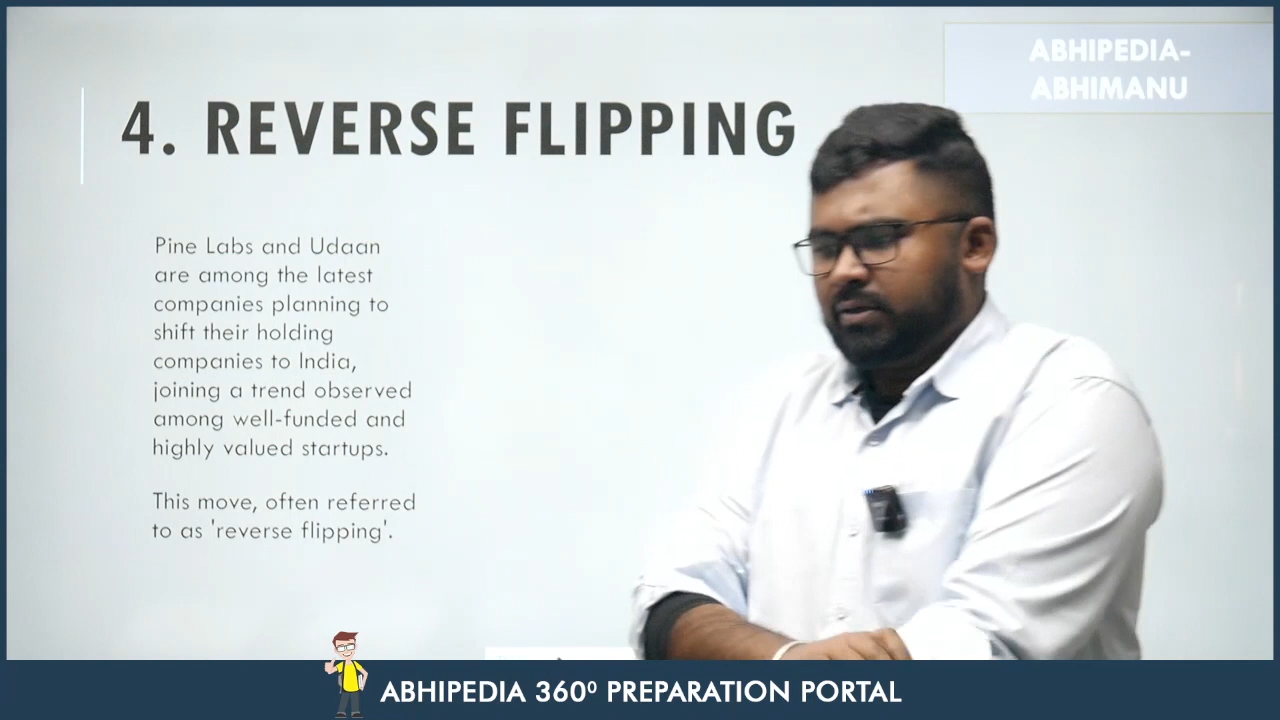 ABHIPEDIA-
ABHIMANU
4. REVERSE FLIPPING
Pine Labs and Udaan
are among the latest
companies planning to
shift their holding
companies to India,
joining a trend observed
among well-funded and
highly valued startups.
This move, often referred
to as 'reverse flipping'.
ABHIPEDIA 360⁰ PREPARATION PORTAL